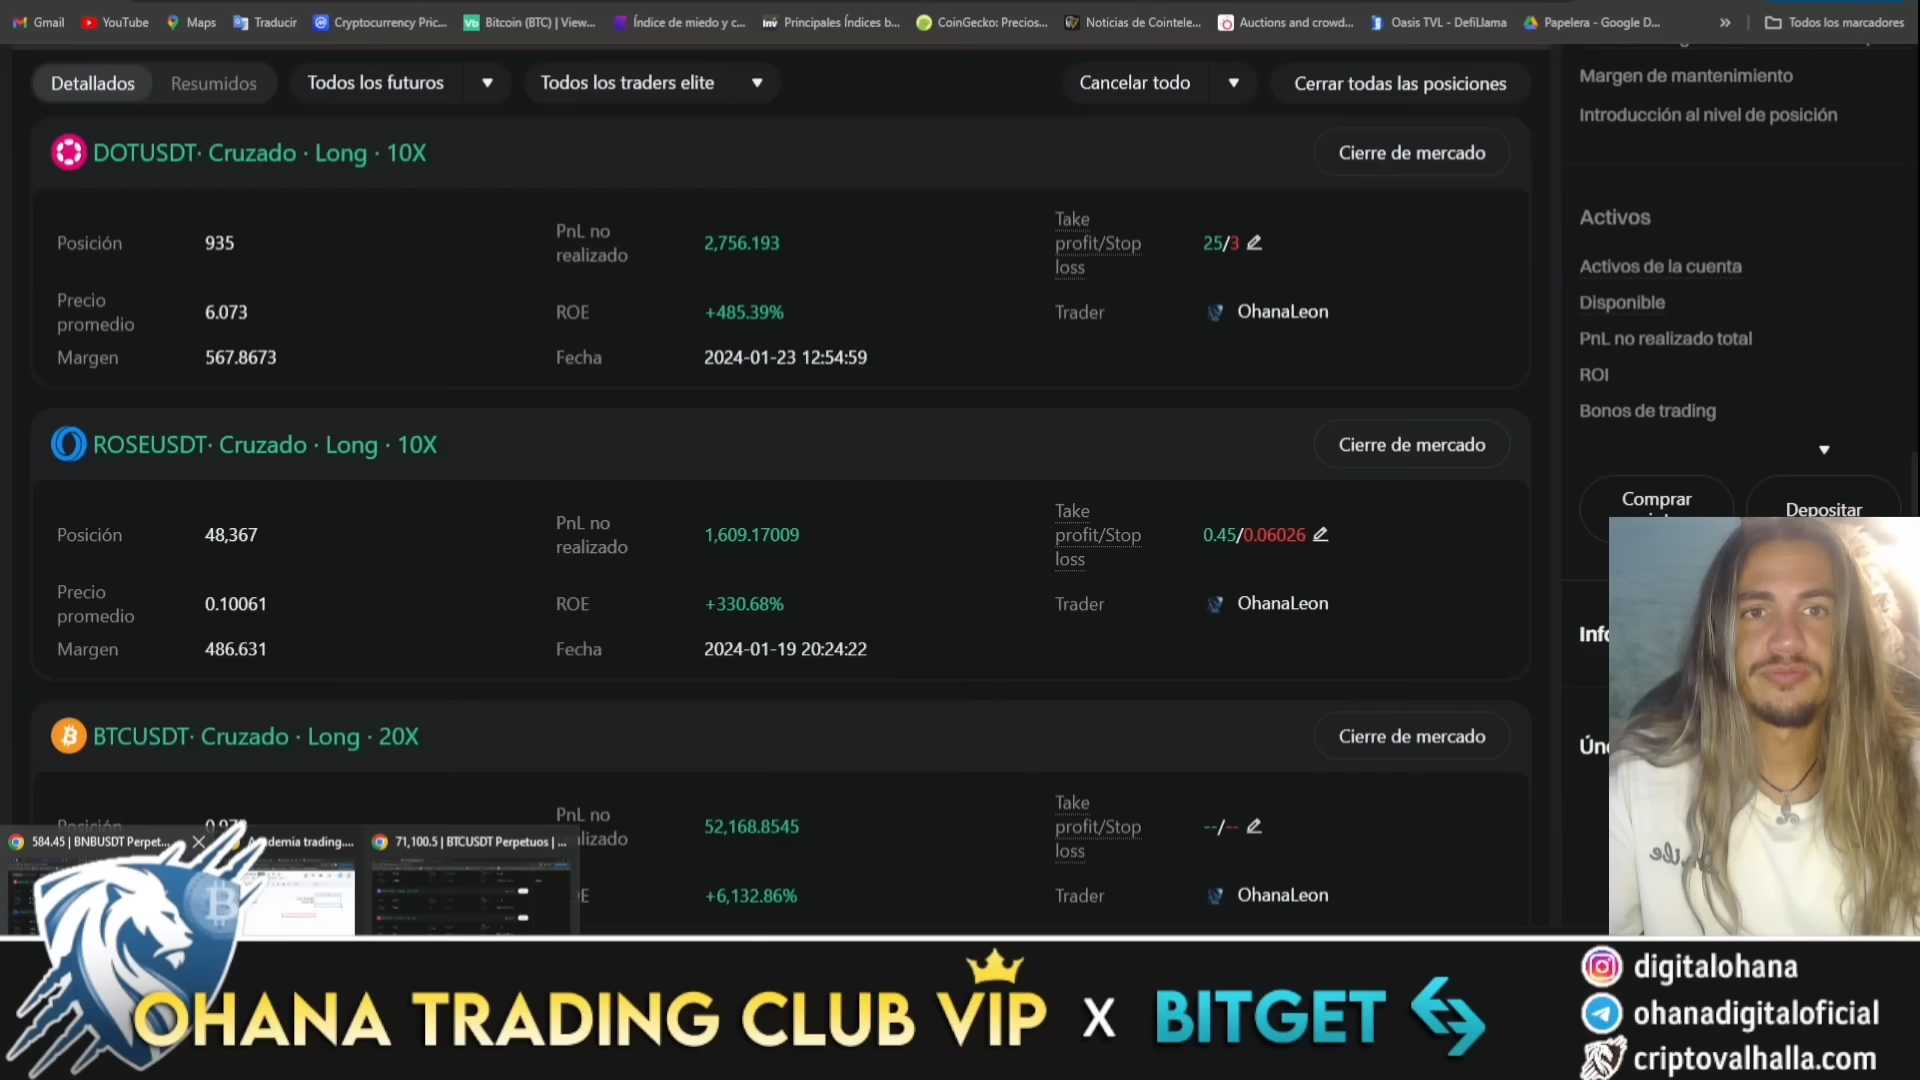 Gmail YouTube Maps Traducir Cryptocurrency Pric... Bitcoin (BTC) | View... Índice de miedo y c... Principales Índices b... CoinGecko: Precios... Noticias de Cointele... Auctions and crowd... Oasis TVL - DefiLlama Papelera - Google D... » Todos los marcadores
Detallados Resumidos Todos los futuros Todos los traders elite Cancelar todo Cerrar todas las posiciones
Margen de mantenimiento
Introducción al nivel de posición
DOTUSDT· Cruzado · Long · 10X Cierre de mercado
Posición 935 PnL no realizado 2,756.193 Take profit/Stop loss 25/3
Precio promedio 6.073 ROE +485.39% Trader OhanaLeon
Margen 567.8673 Fecha 2024-01-23 12:54:59
Activos
Activos de la cuenta
Disponible
PnL no realizado total
ROI
Bonos de trading
Comprar
Depositar
ROSEUSDT· Cruzado · Long · 10X Cierre de mercado
Posición 48,367 PnL no realizado 1,609.17009 Take profit/Stop loss 0.45/0.06026
Precio promedio 0.10061 ROE +330.68% Trader OhanaLeon
Margen 486.631 Fecha 2024-01-19 20:24:22
BTCUSDT· Cruzado · Long · 20X Cierre de mercado
Posición PnL no 52,168.8545 Take profit/Stop loss --/--
+6,132.86% Trader OhanaLeon
584.45 | BNBUSDT Perpet... trading.... 71,100.5 | BTCUSDT Perpetuos | ...
OHANA TRADING CLUB VIP X BITGET
digitalohana
ohanadigitaloficial
criptovalhalla.com